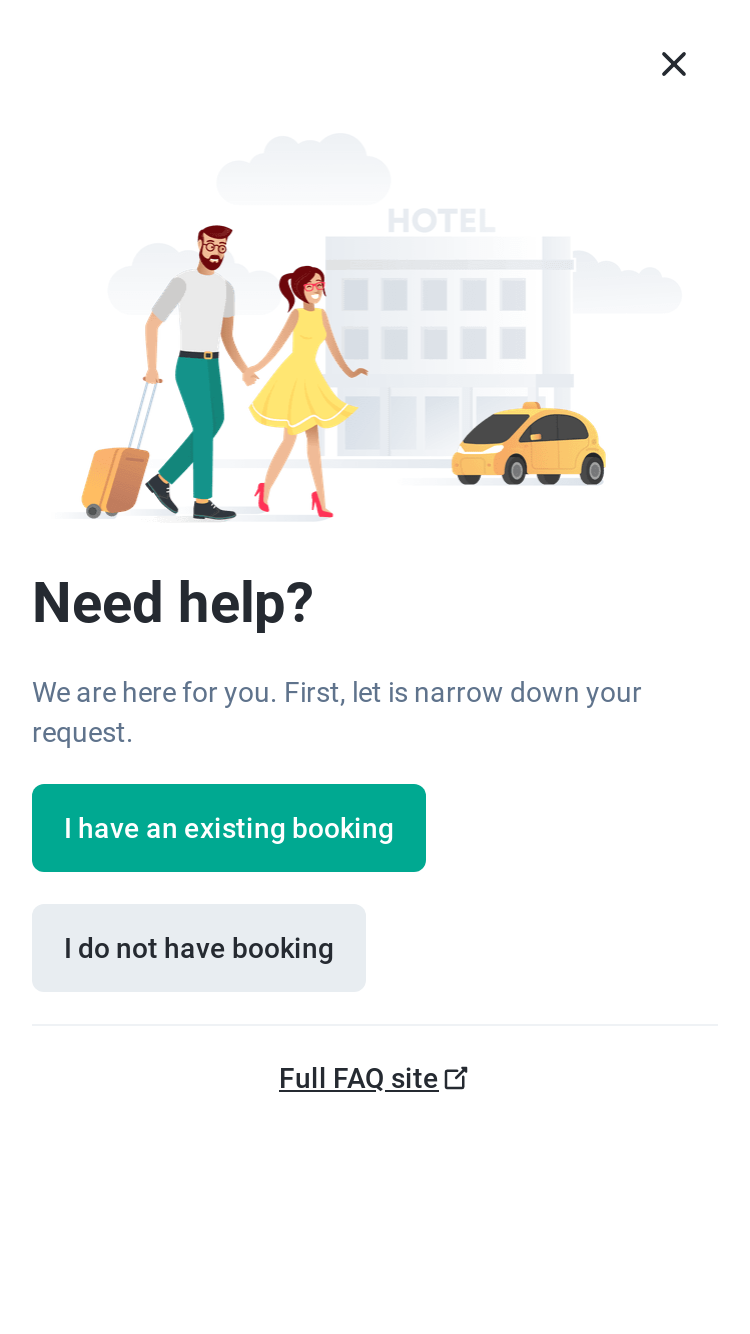 HOTEL
Need help?
We are here for you. First, let is narrow down your
request.
I have an existing booking
I do not have booking
Full FAQ site